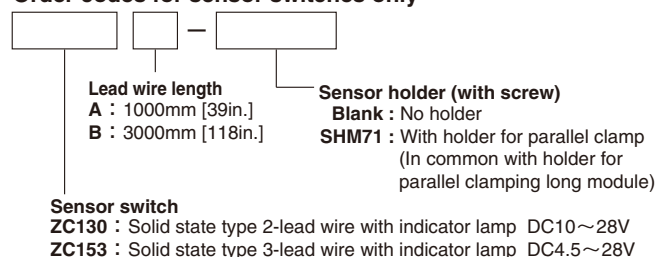 Order codes for sensor switches only
−
Lead wire length
A : 1000mm [39in.]
B : 3000mm [118in.]
Sensor holder (with screw)
Blank : No holder
SHM71 : With holder for parallel clamp
(In common with holder for
parallel clamping long module)
Sensor switch
ZC130 : Solid state type 2-lead wire with indicator lamp DC10～28V
ZC153 : Solid state type 3-lead wire with indicator lamp DC4.5～28V